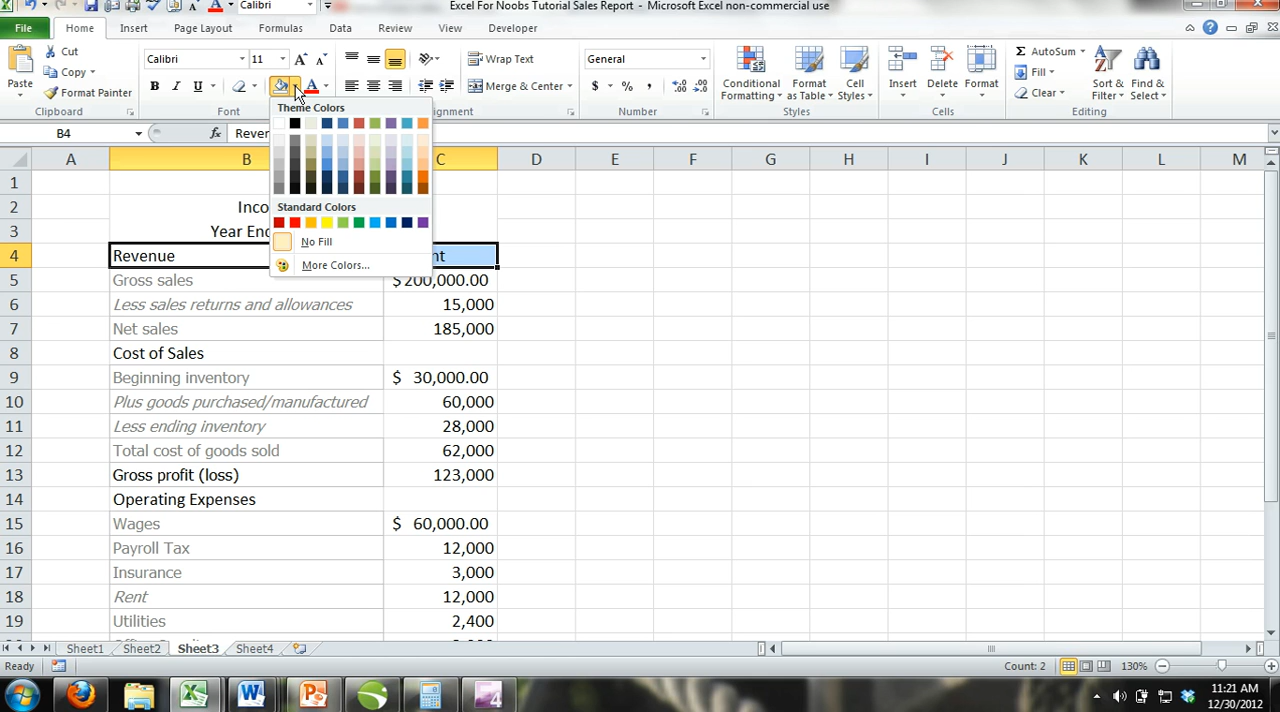 Calibri
Excel For Noobs Tutorial Sales Report - Microsoft Excel non-commercial use
File Home Insert Page Layout Formulas Data Review View Developer
Cut
Copy
Format Painter
Paste
Calibri 11
B I U
Wrap Text
Merge & Center
General
$ % ,
Conditional Formatting
Format as Table
Cell Styles
Insert
Delete
Format
AutoSum
Fill
Clear
Sort & Filter
Find & Select
Clipboard Font Number Styles Cells Editing
Theme Colors
Standard Colors
No Fill
More Colors...
B4 fx
A B C D E F G H I J K L M
1
2
3
4 Revenue
5 Gross sales $200,000.00
6 Less sales returns and allowances 15,000
7 Net sales 185,000
8 Cost of Sales
9 Beginning inventory $ 30,000.00
10 Plus goods purchased/manufactured 60,000
11 Less ending inventory 28,000
12 Total cost of goods sold 62,000
13 Gross profit (loss) 123,000
14 Operating Expenses
15 Wages $ 60,000.00
16 Payroll Tax 12,000
17 Insurance 3,000
18 Rent 12,000
19 Utilities 2,400
Sheet1 Sheet2 Sheet3 Sheet4
Ready Count: 2 130%
11:21 AM
12/30/2012